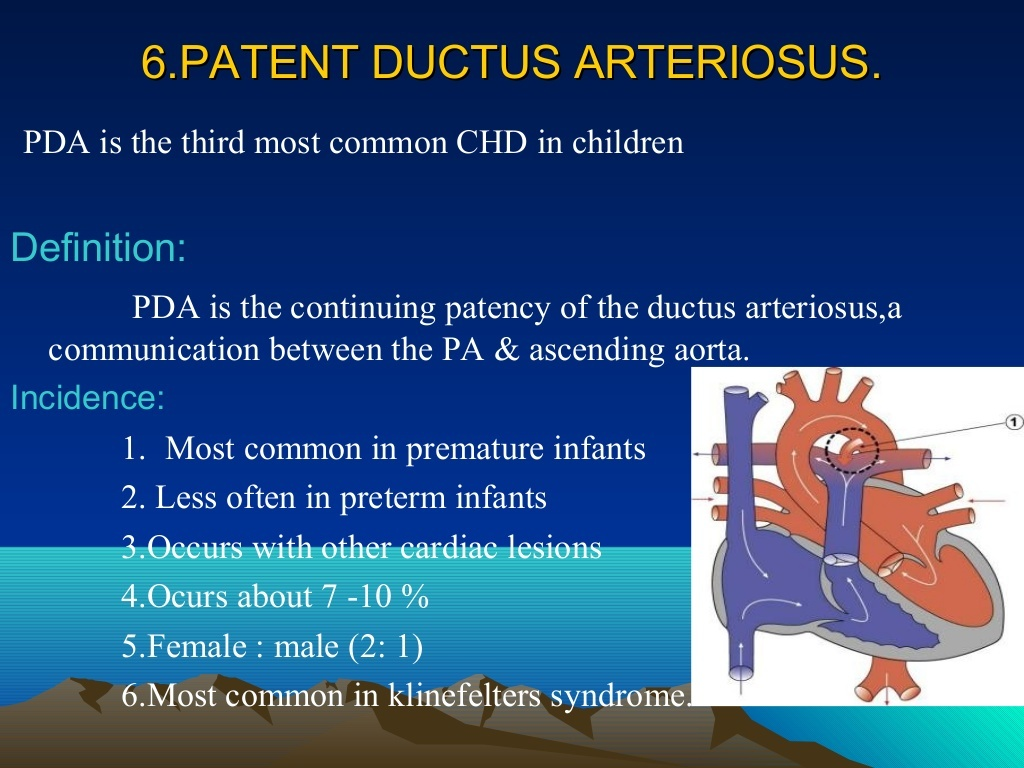 6.PATENT DUCTUS ARTERIOSUS.
PDA is the third most common CHD in children
Definition:
PDA is the continuing patency of the ductus arteriosus,a
communication between the PA & ascending aorta.
Incidence:
1. Most common in premature infants
2. Less often in preterm infants
3.Occurs with other cardiac lesions
4.Ocurs about 7 -10 %
5.Female : male (2: 1)
6.Most common in klinefelters syndrome.
1